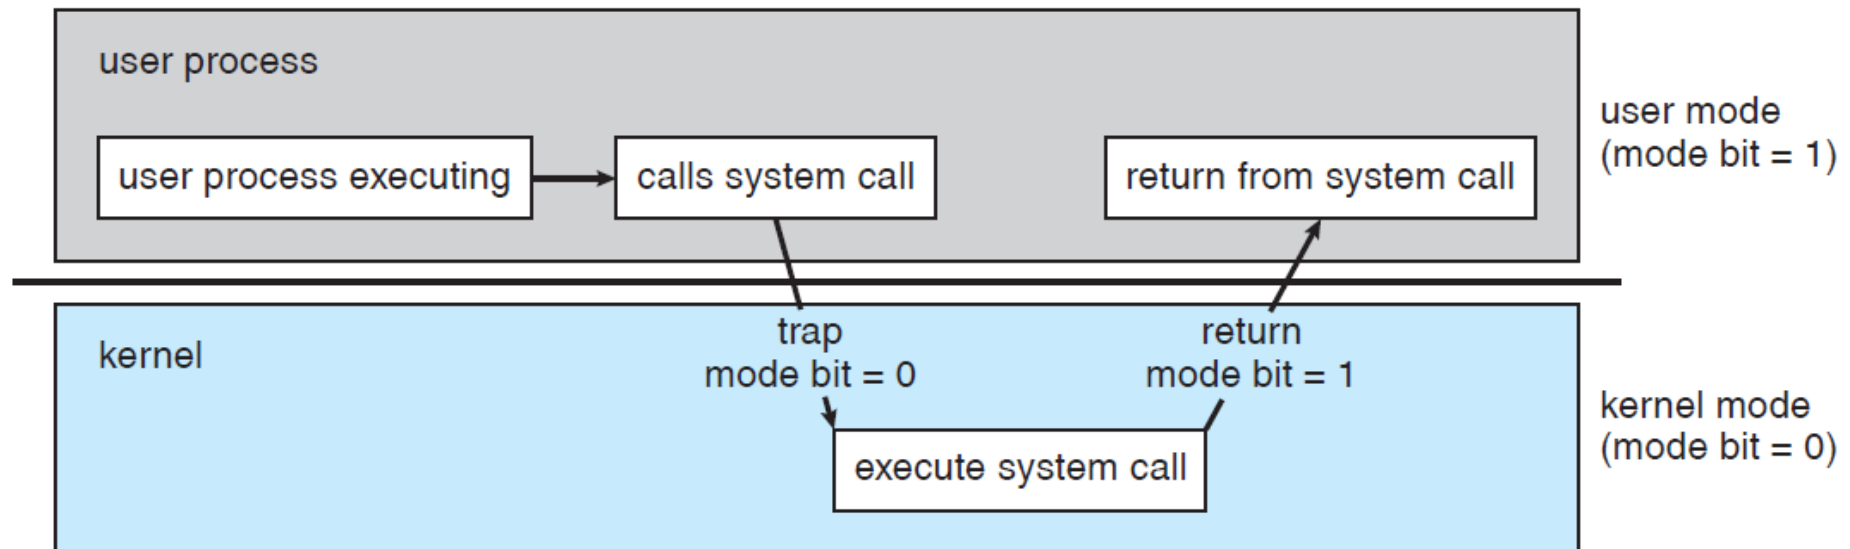 user process
user process executing
calls system call
return from system call
user mode
(mode bit = 1)
kernel
trap
mode bit = 0
return
mode bit = 1
execute system call
kernel mode
(mode bit = 0)